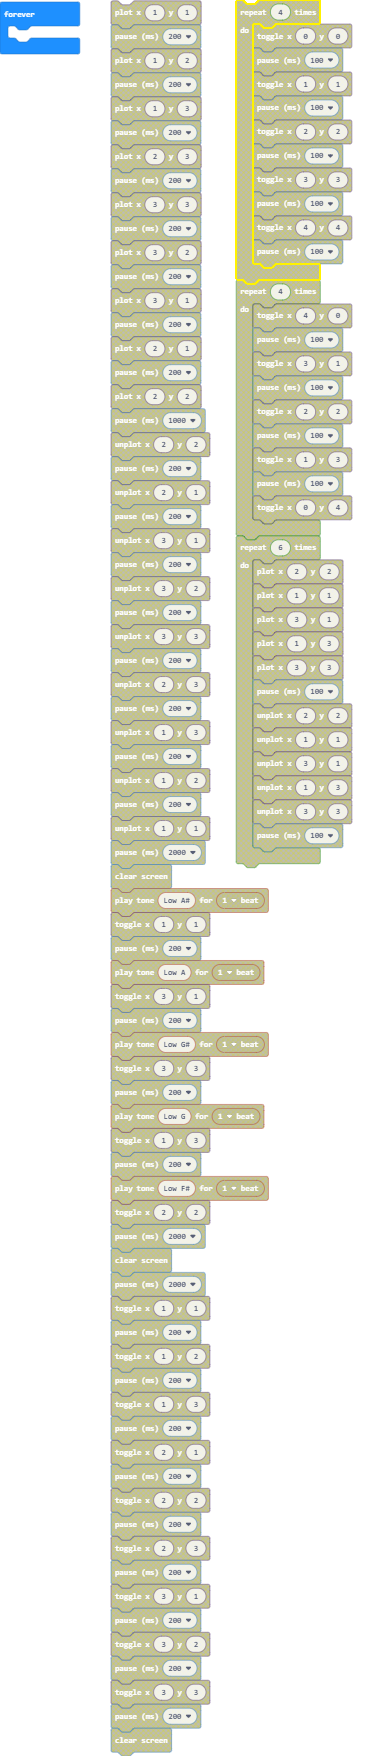 forever
plot x 1 y 1
pause (ms) 200
plot x 1 y 2
pause (ms) 200
plot x 1 y 3
pause (ms) 200
plot x 2 y 3
pause (ms) 200
plot x 3 y 3
pause (ms) 200
plot x 3 y 2
pause (ms) 200
plot x 3 y 1
pause (ms) 200
plot x 2 y 1
pause (ms) 200
plot x 2 y 2
pause (ms) 1000
unplot x 2 y 2
pause (ms) 200
unplot x 2 y 1
pause (ms) 200
unplot x 3 y 1
pause (ms) 200
unplot x 3 y 2
pause (ms) 200
unplot x 3 y 3
pause (ms) 200
unplot x 2 y 3
pause (ms) 200
unplot x 1 y 3
pause (ms) 200
unplot x 1 y 2
pause (ms) 200
unplot x 1 y 1
pause (ms) 2000
clear screen
play tone Low A# for 1 beat
toggle x 1 y 1
pause (ms) 200
play tone Low A for 1 beat
toggle x 3 y 1
pause (ms) 200
play tone Low G# for 1 beat
toggle x 3 y 3
pause (ms) 200
play tone Low G for 1 beat
toggle x 1 y 3
pause (ms) 200
play tone Low F# for 1 beat
toggle x 2 y 2
pause (ms) 2000
clear screen
pause (ms) 2000
toggle x 1 y 1
pause (ms) 200
toggle x 1 y 2
pause (ms) 200
toggle x 1 y 3
pause (ms) 200
toggle x 2 y 1
pause (ms) 200
toggle x 2 y 2
pause (ms) 200
toggle x 2 y 3
pause (ms) 200
toggle x 3 y 1
pause (ms) 200
toggle x 3 y 2
pause (ms) 200
toggle x 3 y 3
pause (ms) 200
clear screen
repeat 4 times
do
toggle x 0 y 0
pause (ms) 100
toggle x 1 y 1
pause (ms) 100
toggle x 2 y 2
pause (ms) 100
toggle x 3 y 3
pause (ms) 100
toggle x 4 y 4
pause (ms) 100
repeat 4 times
do
toggle x 4 y 0
pause (ms) 100
toggle x 3 y 1
pause (ms) 100
toggle x 2 y 2
pause (ms) 100
toggle x 1 y 3
pause (ms) 100
toggle x 0 y 4
repeat 6 times
do
plot x 2 y 2
plot x 1 y 1
plot x 3 y 1
plot x 1 y 3
plot x 3 y 3
pause (ms) 100
unplot x 2 y 2
unplot x 1 y 1
unplot x 3 y 1
unplot x 1 y 3
unplot x 3 y 3
pause (ms) 100